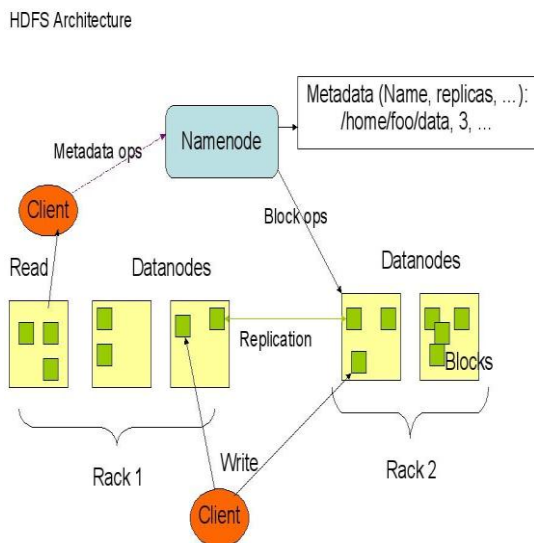 HDFS Architecture
Metadata (Name, replicas, ...):
/home/foo/data, 3, ...
Namenode
Metadata ops
Client
Block ops
Read
Datanodes
Datanodes
Replication
Blocks
Rack 1
Write
Rack 2
Client